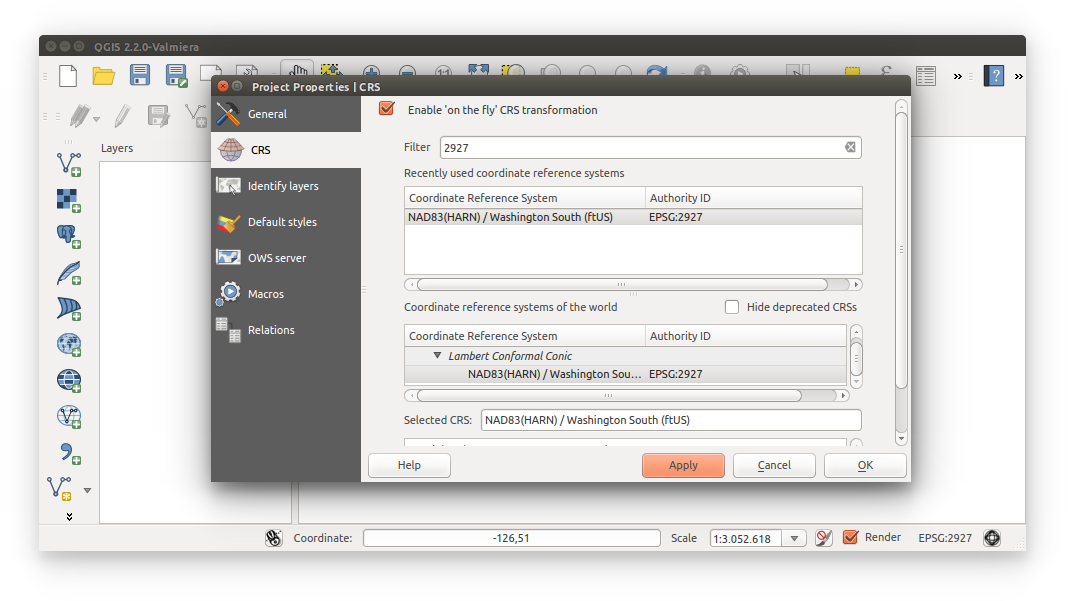 QGIS 2.2.0-Valmiera
Project Properties | CRS
General
CRS
Identify layers
Default styles
OWS server
Macros
Relations
Layers
Enable 'on the fly' CRS transformation
Filter 2927
Recently used coordinate reference systems
Coordinate Reference System Authority ID
NAD83(HARN) / Washington South (ftUS) EPSG:2927
Coordinate reference systems of the world Hide deprecated CRSs
Coordinate Reference System Authority ID
Lambert Conformal Conic
NAD83(HARN) / Washington Sou... EPSG:2927
Selected CRS: NAD83(HARN) / Washington South (ftUS)
Help Apply Cancel OK
Coordinate: -126,51 Scale 1:3.052.618 Render EPSG:2927